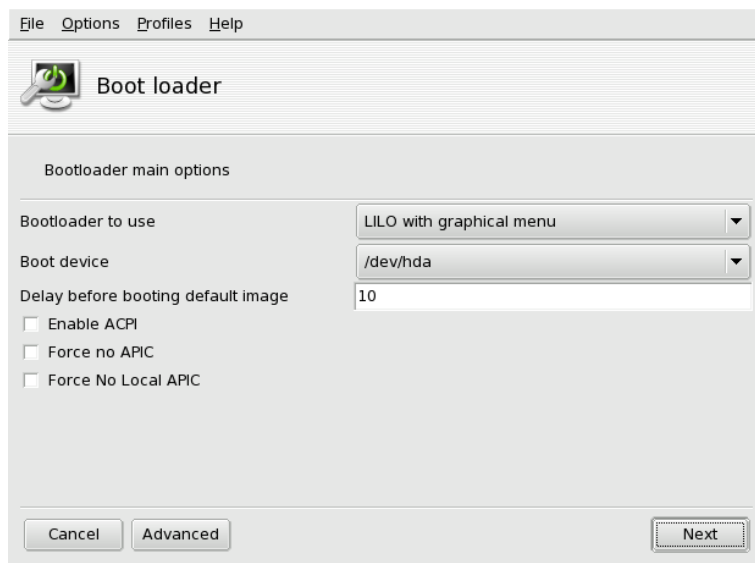 File Options Profiles Help
Boot loader
Bootloader main options
Bootloader to use LILO with graphical menu
Boot device /dev/hda
Delay before booting default image 10
Enable ACPI
Force no APIC
Force No Local APIC
Cancel Advanced Next